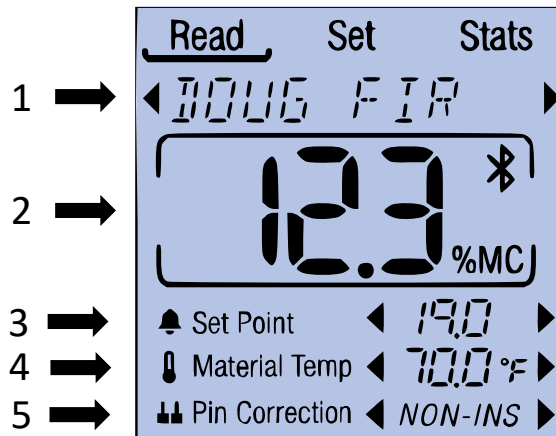 Read Set Stats
1 DOUG FIR
2 12.3 %MC
3 Set Point 19.0
4 Material Temp 70.0 °F
5 Pin Correction NON-INS